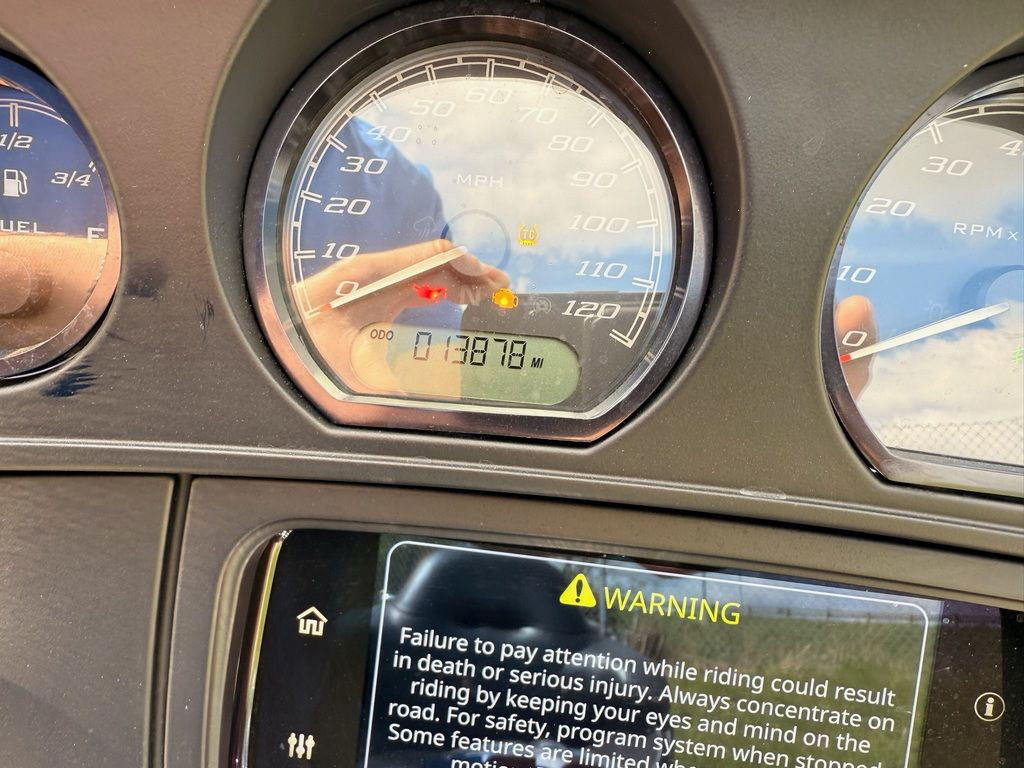 1/2
3/4
F
0
10
20
30
40
50
60
70
80
90
100
110
120
MPH
TC
ODO 013878 MI
0
10
20
30
RPM x
WARNING
Failure to pay attention while riding could result
in death or serious injury. Always concentrate on
riding by keeping your eyes and mind on the
road. For safety, program system when stopped
Some features are limited